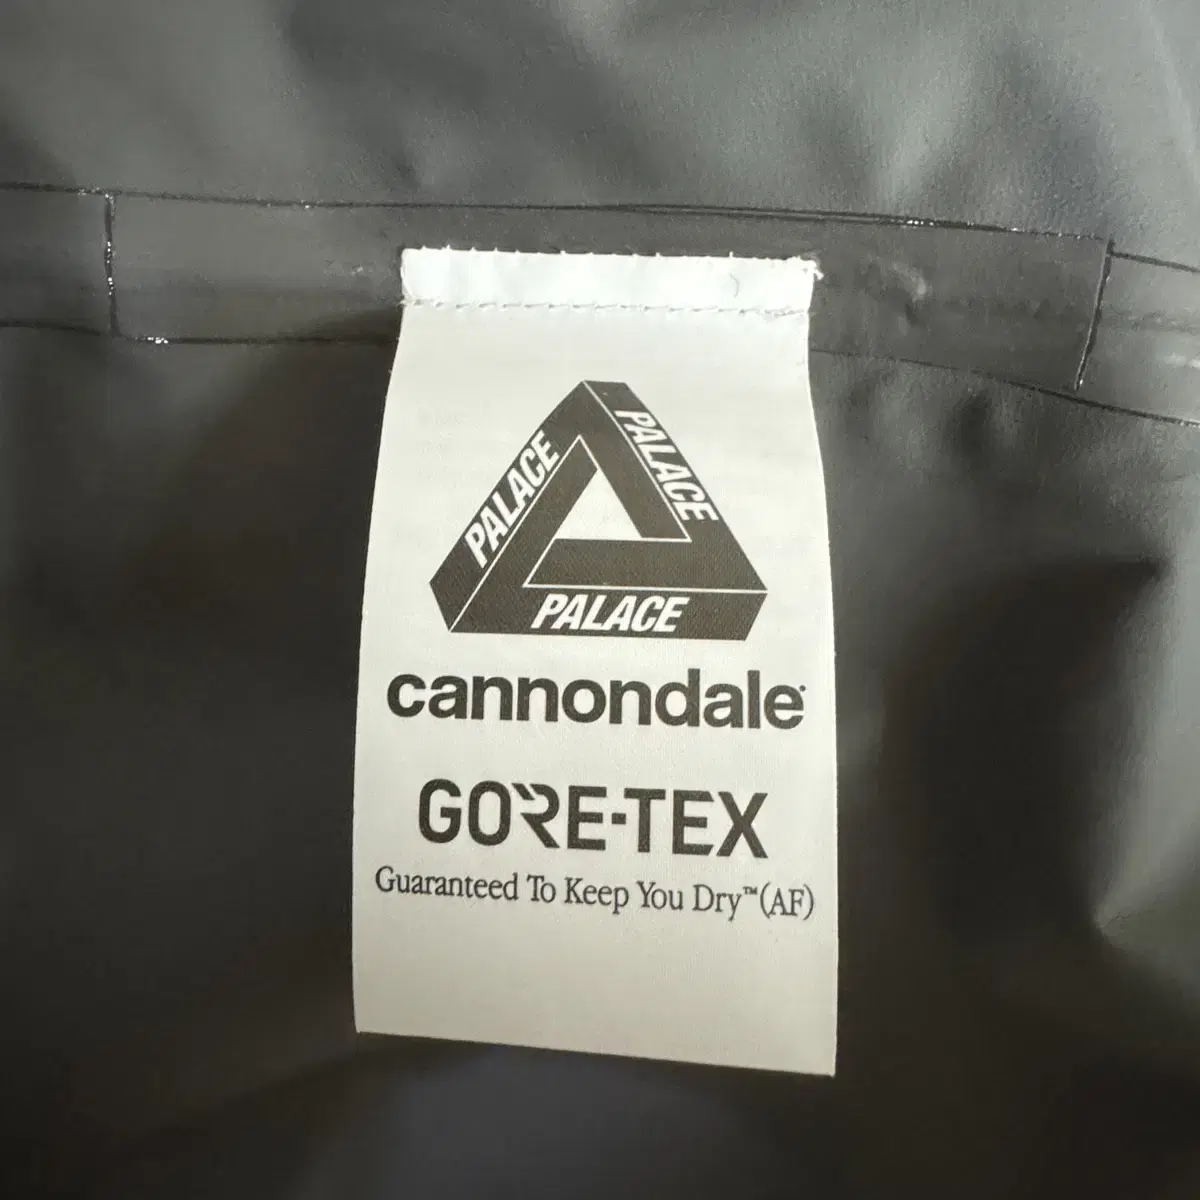 PALACE
PALACE
PALACE
cannondale
GORE-TEX
Guaranteed To Keep You Dry™(AF)